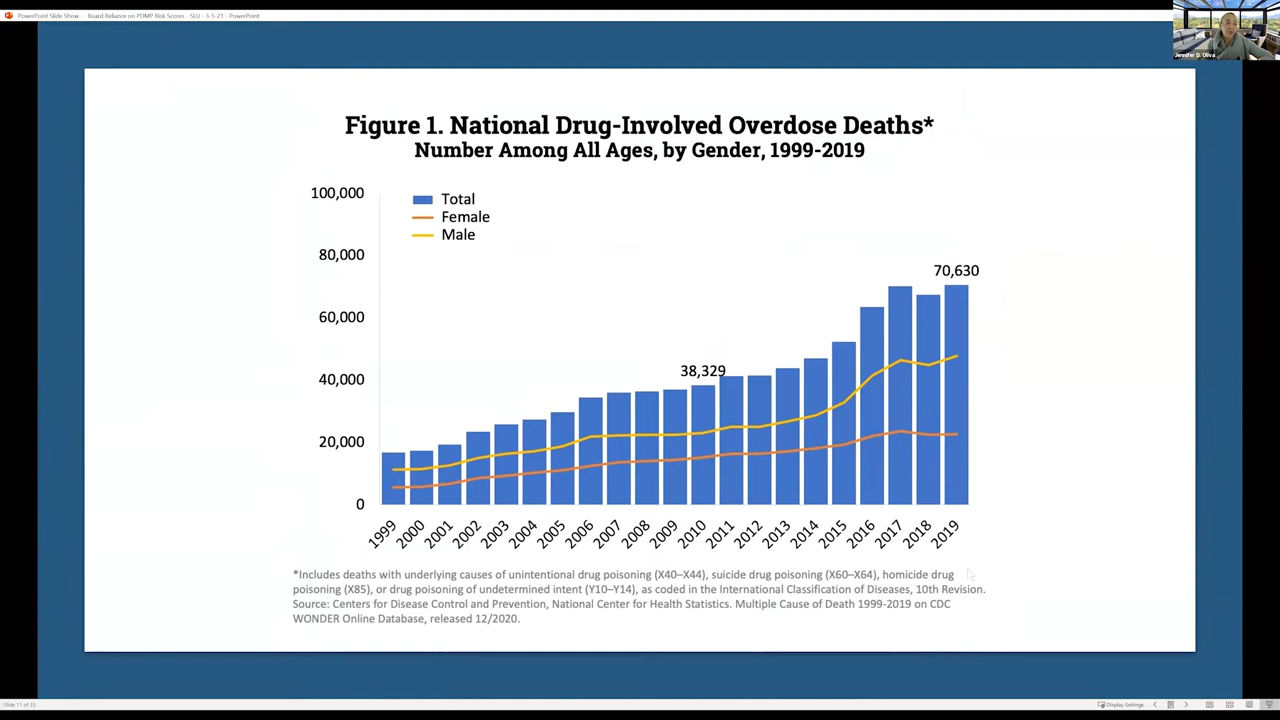 PowerPoint Slide Show - Board Reliance on PDMP Risk Scores - SLU - 3-5-21 - PowerPoint
Jennifer D. Oliva
Figure 1. National Drug-Involved Overdose Deaths*
Number Among All Ages, by Gender, 1999-2019
100,000
80,000
60,000
40,000
20,000
0
Total
Female
Male
38,329
70,630
1999
2000
2001
2002
2003
2004
2005
2006
2007
2008
2009
2010
2011
2012
2013
2014
2015
2016
2017
2018
2019
*Includes deaths with underlying causes of unintentional drug poisoning (X40–X44), suicide drug poisoning (X60–X64), homicide drug
poisoning (X85), or drug poisoning of undetermined intent (Y10–Y14), as coded in the International Classification of Diseases, 10th Revision.
Source: Centers for Disease Control and Prevention, National Center for Health Statistics. Multiple Cause of Death 1999-2019 on CDC
WONDER Online Database, released 12/2020.
Slide 11 of 33
Display Settings